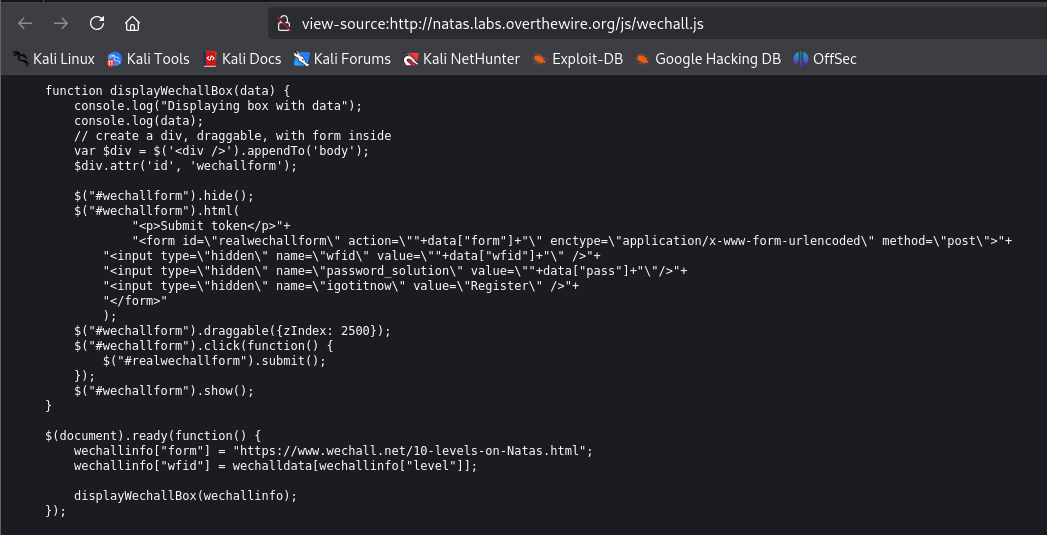 view-source:http://natas.labs.overthewire.org/js/wechall.js
Kali Linux Kali Tools Kali Docs Kali Forums Kali NetHunter Exploit-DB Google Hacking DB OffSec
function displayWechallBox(data) {
    console.log("Displaying box with data");
    console.log(data);
    // create a div, draggable, with form inside
    var $div = $('<div />').appendTo('body');
    $div.attr('id', 'wechallform');

    $("#wechallform").hide();
    $("#wechallform").html(
            "<p>Submit token</p>"+
            "<form id=\"realwechallform\" action=\""+data["form"]+"\" enctype=\"application/x-www-form-urlencoded\" method=\"post\">"+
        "<input type=\"hidden\" name=\"wfid\" value=\""+data["wfid"]+"\" />"+
        "<input type=\"hidden\" name=\"password_solution\" value=\""+data["pass"]+"\"/>"+
        "<input type=\"hidden\" name=\"igotitnow\" value=\"Register\" />"+
        "</form>"
        );
    $("#wechallform").draggable({zIndex: 2500});
    $("#wechallform").click(function() {
        $("#realwechallform").submit();
    });
    $("#wechallform").show();
}

$(document).ready(function() {
    wechallinfo["form"] = "https://www.wechall.net/10-levels-on-Natas.html";
    wechallinfo["wfid"] = wechalldata[wechallinfo["level"]];

    displayWechallBox(wechallinfo);
});